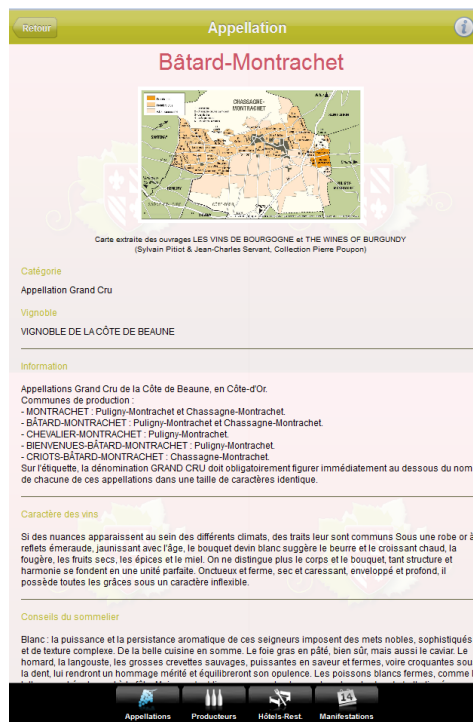 Retour
Appellation
i
Bâtard-Montrachet
CHASSAGNE-
MONTRACHET
Carte extraite des ouvrages LES VINS DE BOURGOGNE et THE WINES OF BURGUNDY
(Sylvain Pitiot & Jean-Charles Servant, Collection Pierre Poupon)
Catégorie
Appellation Grand Cru
Vignoble
VIGNOBLE DE LA CÔTE DE BEAUNE
Information
Appellations Grand Cru de la Côte de Beaune, en Côte-d'Or.
Communes de production :
- MONTRACHET : Puligny-Montrachet et Chassagne-Montrachet.
- BÂTARD-MONTRACHET : Puligny-Montrachet et Chassagne-Montrachet.
- CHEVALIER-MONTRACHET : Puligny-Montrachet.
- BIENVENUES-BÂTARD-MONTRACHET : Puligny-Montrachet.
- CRIOTS-BÂTARD-MONTRACHET : Chassagne-Montrachet.
Sur l'étiquette, la dénomination GRAND CRU doit obligatoirement figurer immédiatement au dessous du nom
de chacune de ces appellations dans une taille de caractères identique.
Caractère des vins
Si des nuances apparaissent au sein des différents climats, des traits leur sont communs Sous une robe or à
reflets émeraude, jaunissant avec l'âge, le bouquet devin blanc suggère le beurre et le croissant chaud, la
fougère, les fruits secs, les épices et le miel. On ne distingue plus le corps et le bouquet, tant structure et
harmonie se fondent en une unité parfaite. Onctueux et ferme, sec et caressant, enveloppé et profond, il
possède toutes les grâces sous un caractère inflexible.
Conseils du sommelier
Blanc : la puissance et la persistance aromatique de ces seigneurs imposent des mets nobles, sophistiqués
et de texture complexe. De la belle cuisine en somme. Le foie gras en pâté, bien sûr, mais aussi le caviar. Le
homard, la langouste, les grosses crevettes sauvages, puissantes en saveur et fermes, voire croquantes sou
la dent, lui rendront un hommage mérité et équilibreront son opulence. Les poissons blancs fermes, comme l
Appellations
Producteurs
Hôtels-Rest.
14
Manifestations